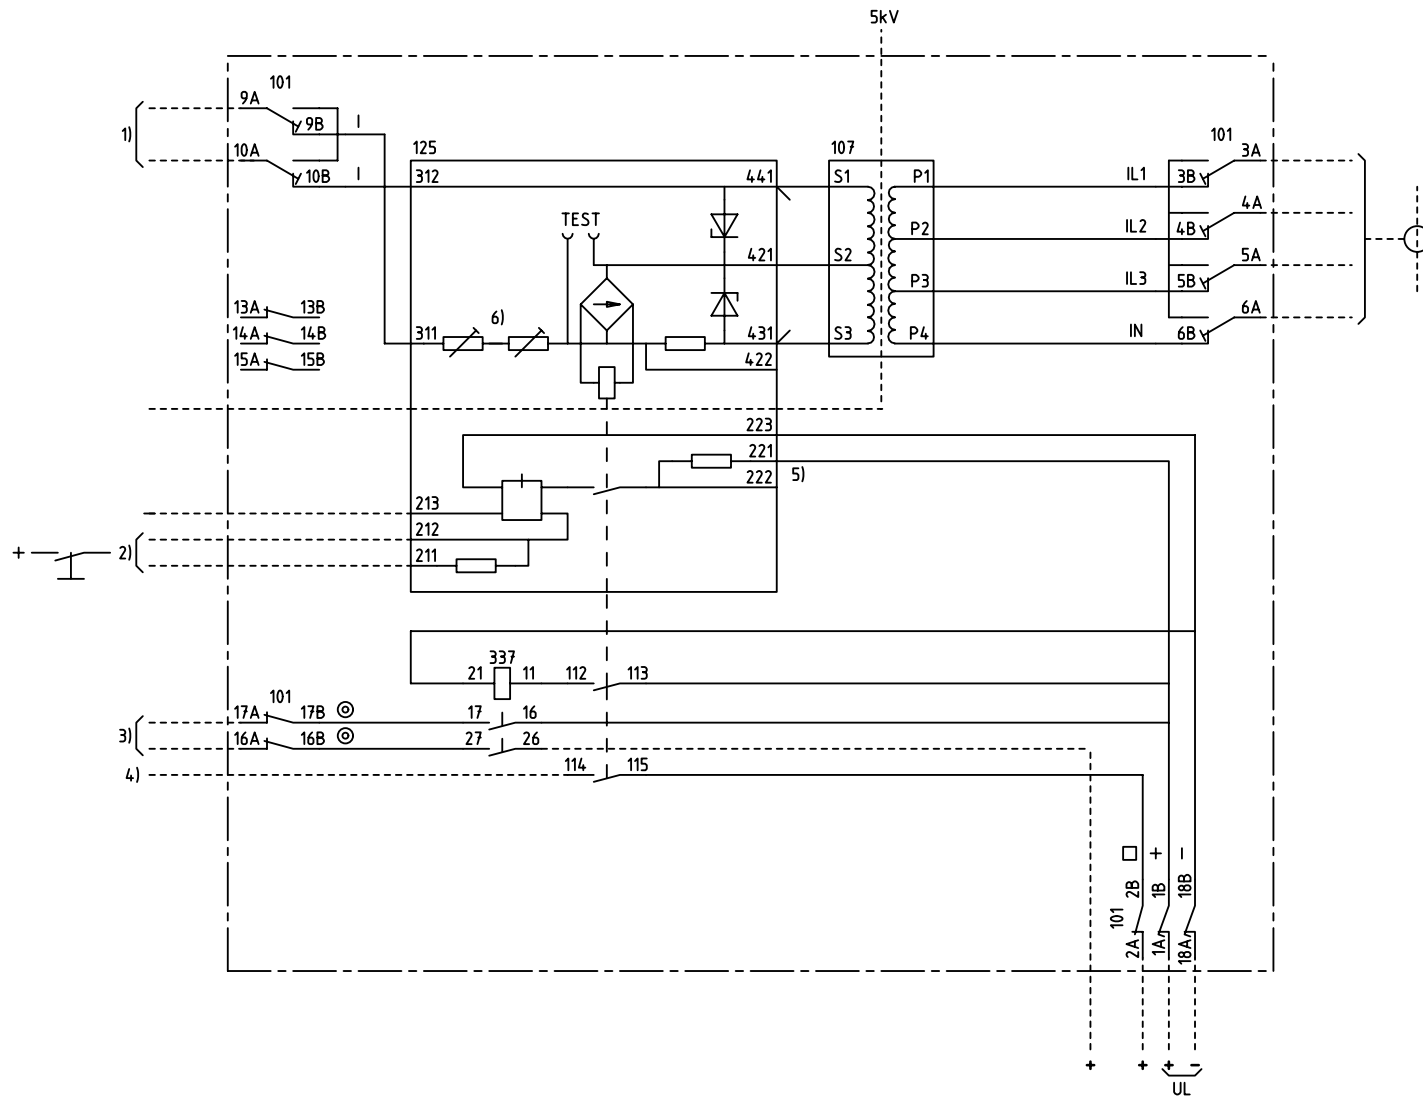 5kV
101
9A
9B
I
1)
10A
10B
I
125
312
441
107
S1
P1
IL1
101
3A
3B
TEST
P2
IL2
4A
4B
421
S2
P3
IL3
5A
5B
13A 13B
14A 14B
15A 15B
6)
311
431
422
S3
P4
IN
6A
6B
223
221
222
5)
213
212
211
+
2)
337
21 11
112 113
101
17A 17B
17 16
3)
16A 16B
27 26
4)
114 115
+ −
2B 1B 18B
101
2A 1A 18A
+ + + −
UL